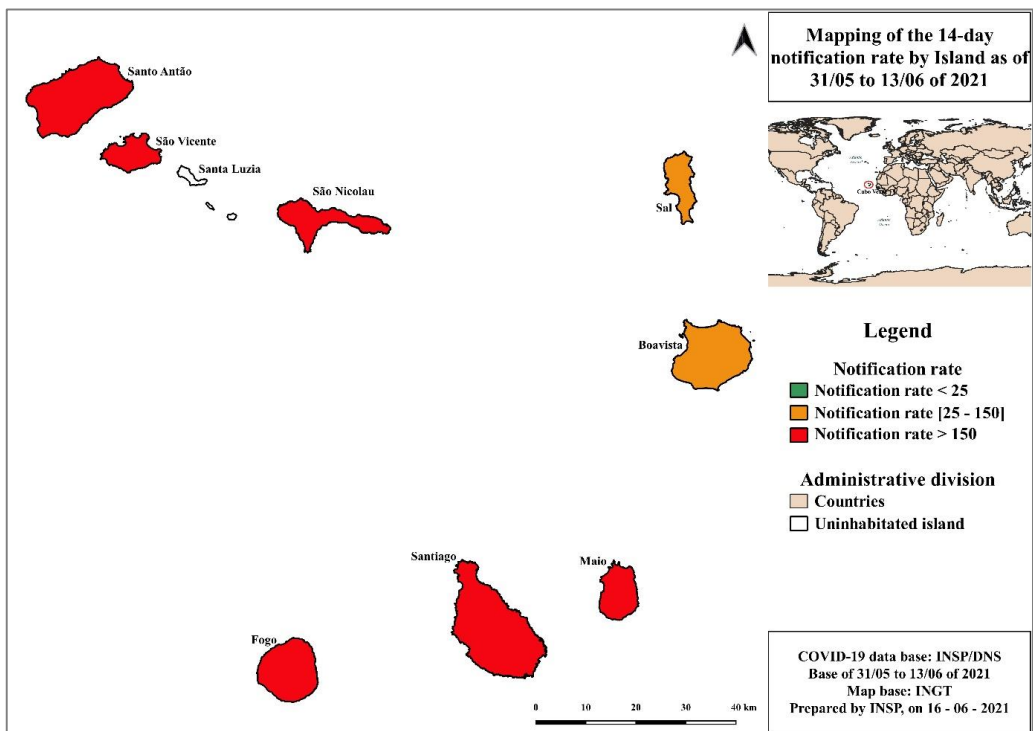 Mapping of the 14-day
notification rate by Island as of
31/05 to 13/06 of 2021
Santo Antão
São Vicente
Santa Luzia
São Nicolau
Sal
Cabo Verde
Boavista
Legend
Notification rate
Notification rate < 25
Notification rate [25 - 150]
Notification rate > 150
Administrative division
Countries
Uninhabitated island
Santiago
Maio
Fogo
COVID-19 data base: INSP/DNS
Base of 31/05 to 13/06 of 2021
Map base: INGT
Prepared by INSP, on 16 - 06 - 2021
0 10 20 30 40 km